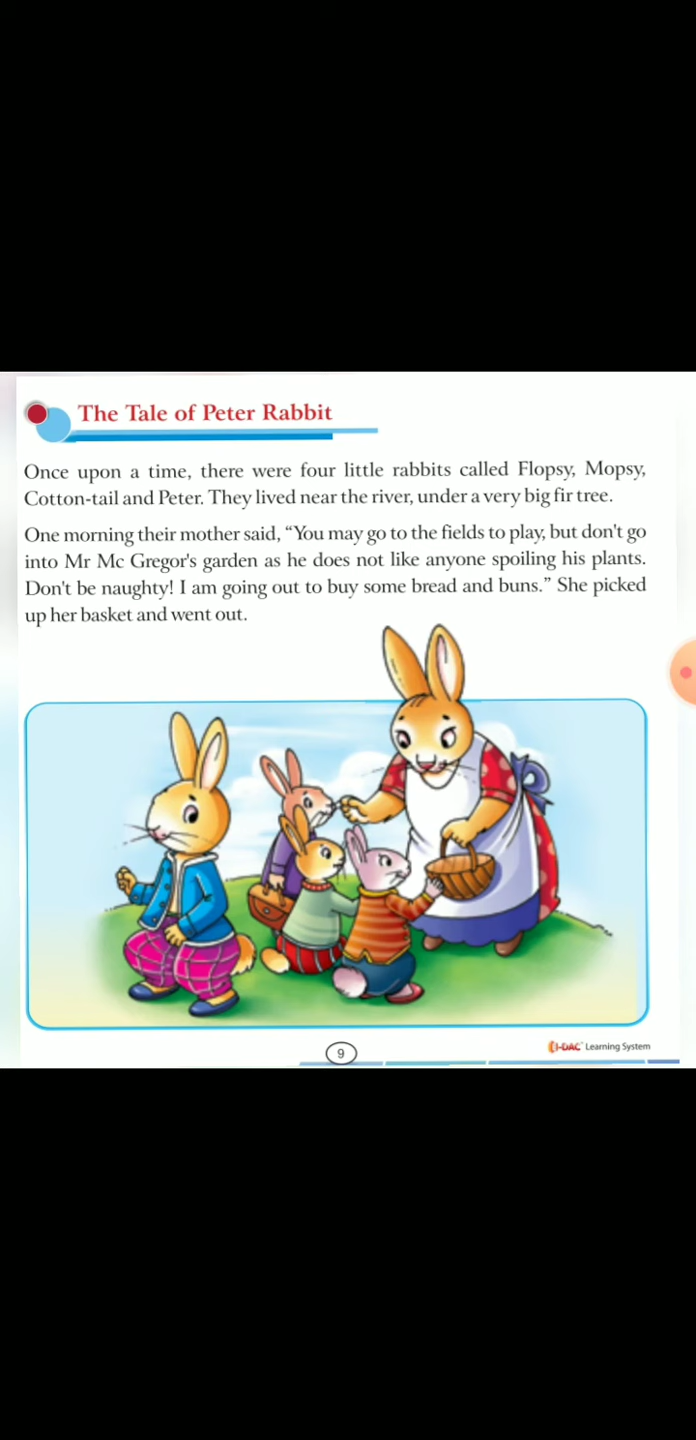 The Tale of Peter Rabbit
Once upon a time, there were four little rabbits called Flopsy, Mopsy,
Cotton-tail and Peter. They lived near the river, under a very big fir tree.
One morning their mother said, “You may go to the fields to play, but don't go
into Mr Mc Gregor's garden as he does not like anyone spoiling his plants.
Don't be naughty! I am going out to buy some bread and buns.” She picked
up her basket and went out.
9
I-DAC Learning System